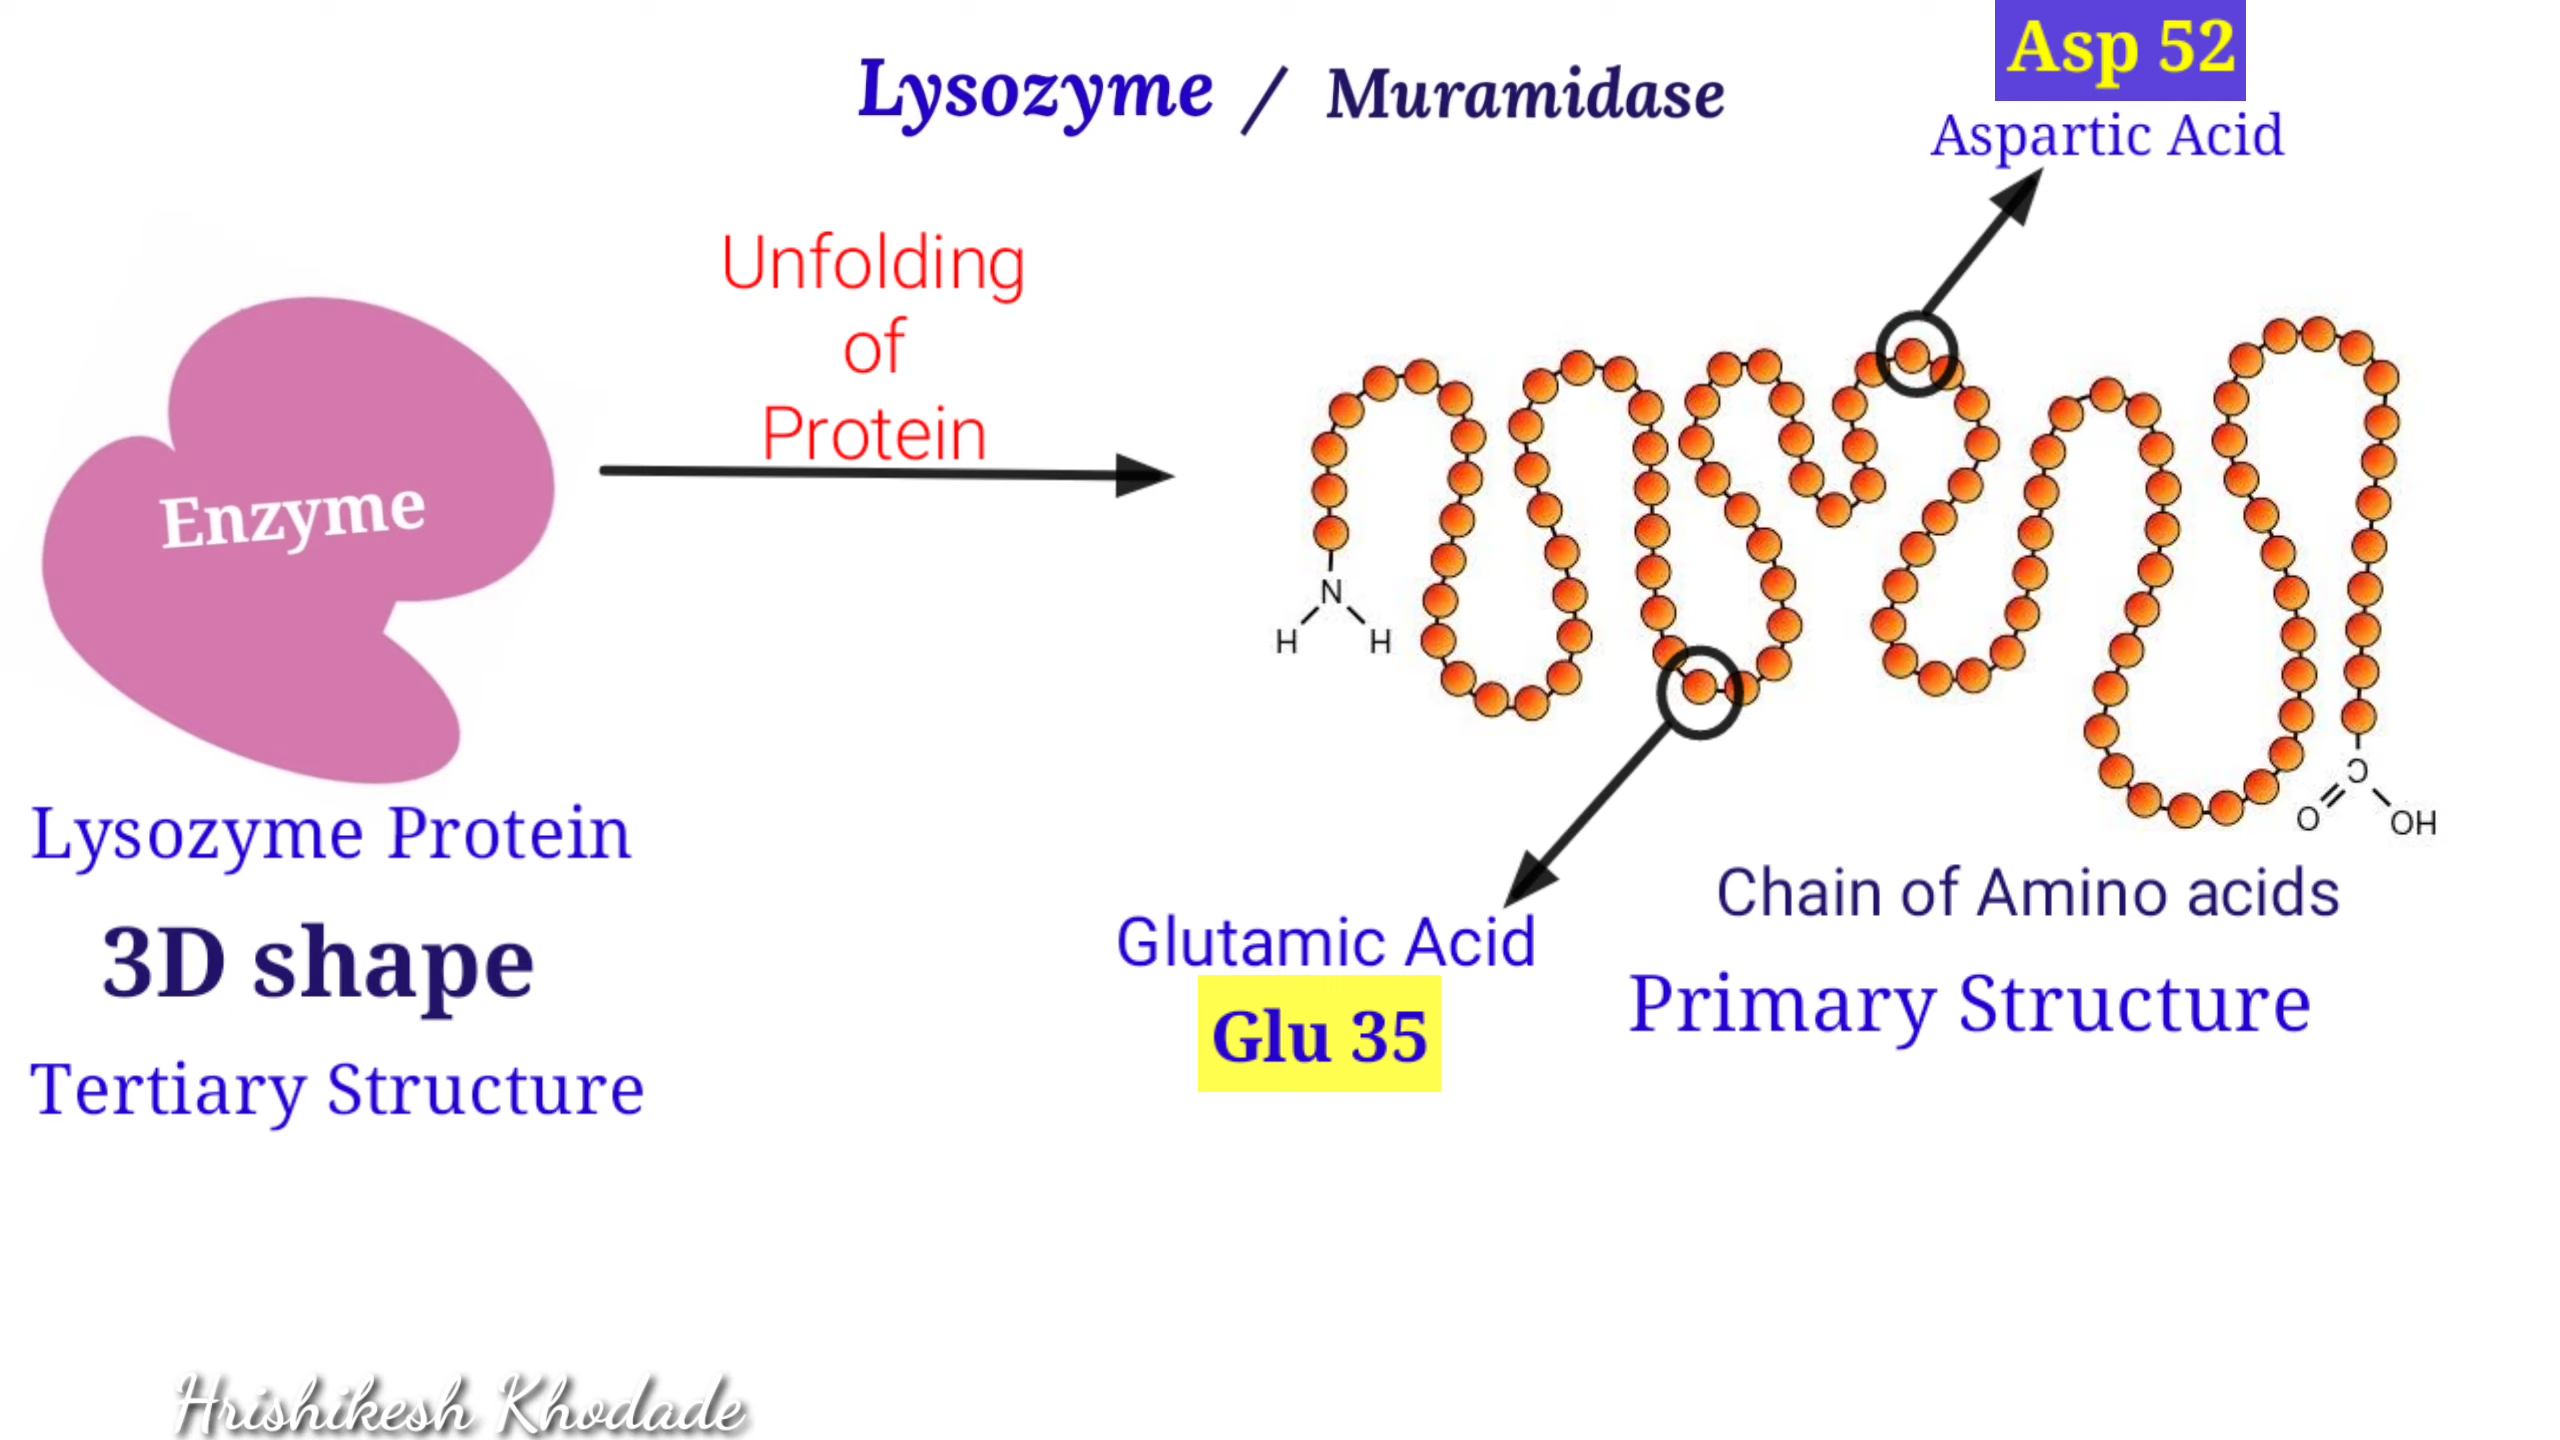 Lysozyme / Muramidase
Asp 52
Aspartic Acid
Unfolding
of
Protein
Enzyme
N
H H
C
O OH
Lysozyme Protein
3D shape
Tertiary Structure
Glutamic Acid
Glu 35
Chain of Amino acids
Primary Structure
Hrishikesh Khodade